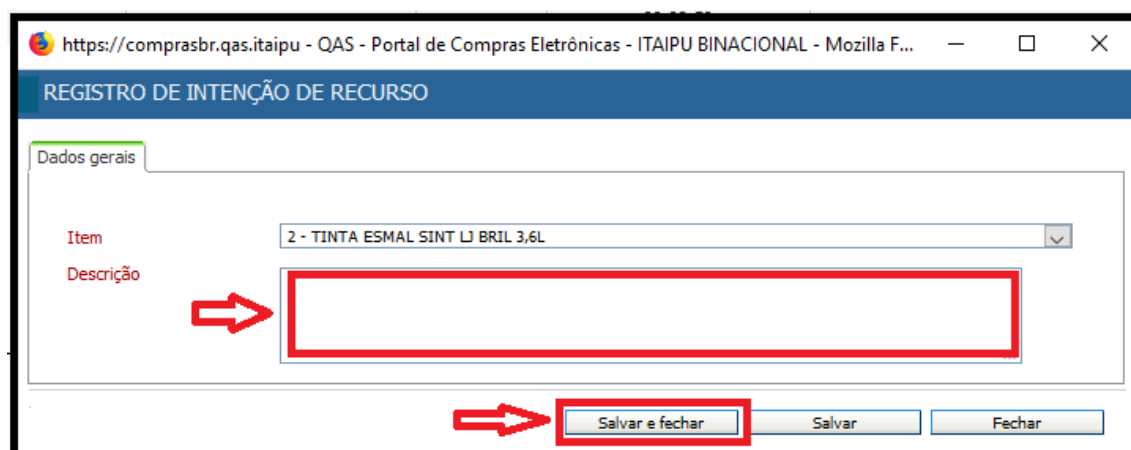 https://comprasbr.qas.itaipu - QAS - Portal de Compras Eletrônicas - ITAIPU BINACIONAL - Mozilla F...
REGISTRO DE INTENÇÃO DE RECURSO
Dados gerais
Item
2 - TINTA ESMAL SINT LJ BRIL 3,6L
Descrição
Salvar e fechar
Salvar
Fechar